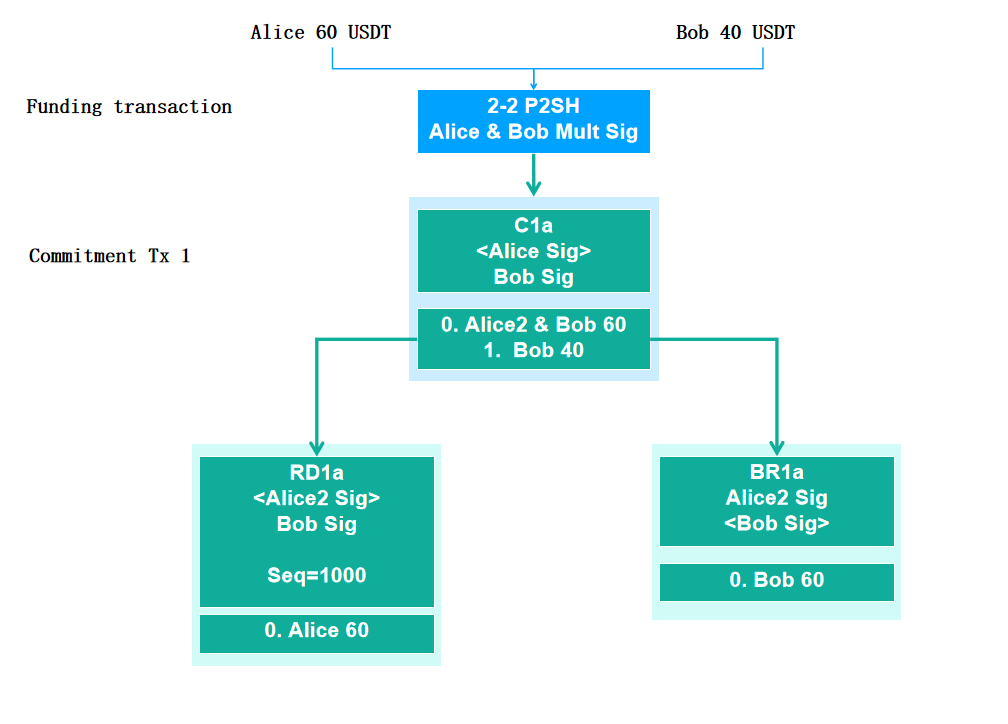 Alice 60 USDT
Bob 40 USDT
Funding transaction
2-2 P2SH
Alice & Bob Mult Sig
Commitment Tx 1
C1a
<Alice Sig>
Bob Sig
0. Alice2 & Bob 60
1. Bob 40
RD1a
<Alice2 Sig>
Bob Sig
Seq=1000
0. Alice 60
BR1a
Alice2 Sig
<Bob Sig>
0. Bob 60